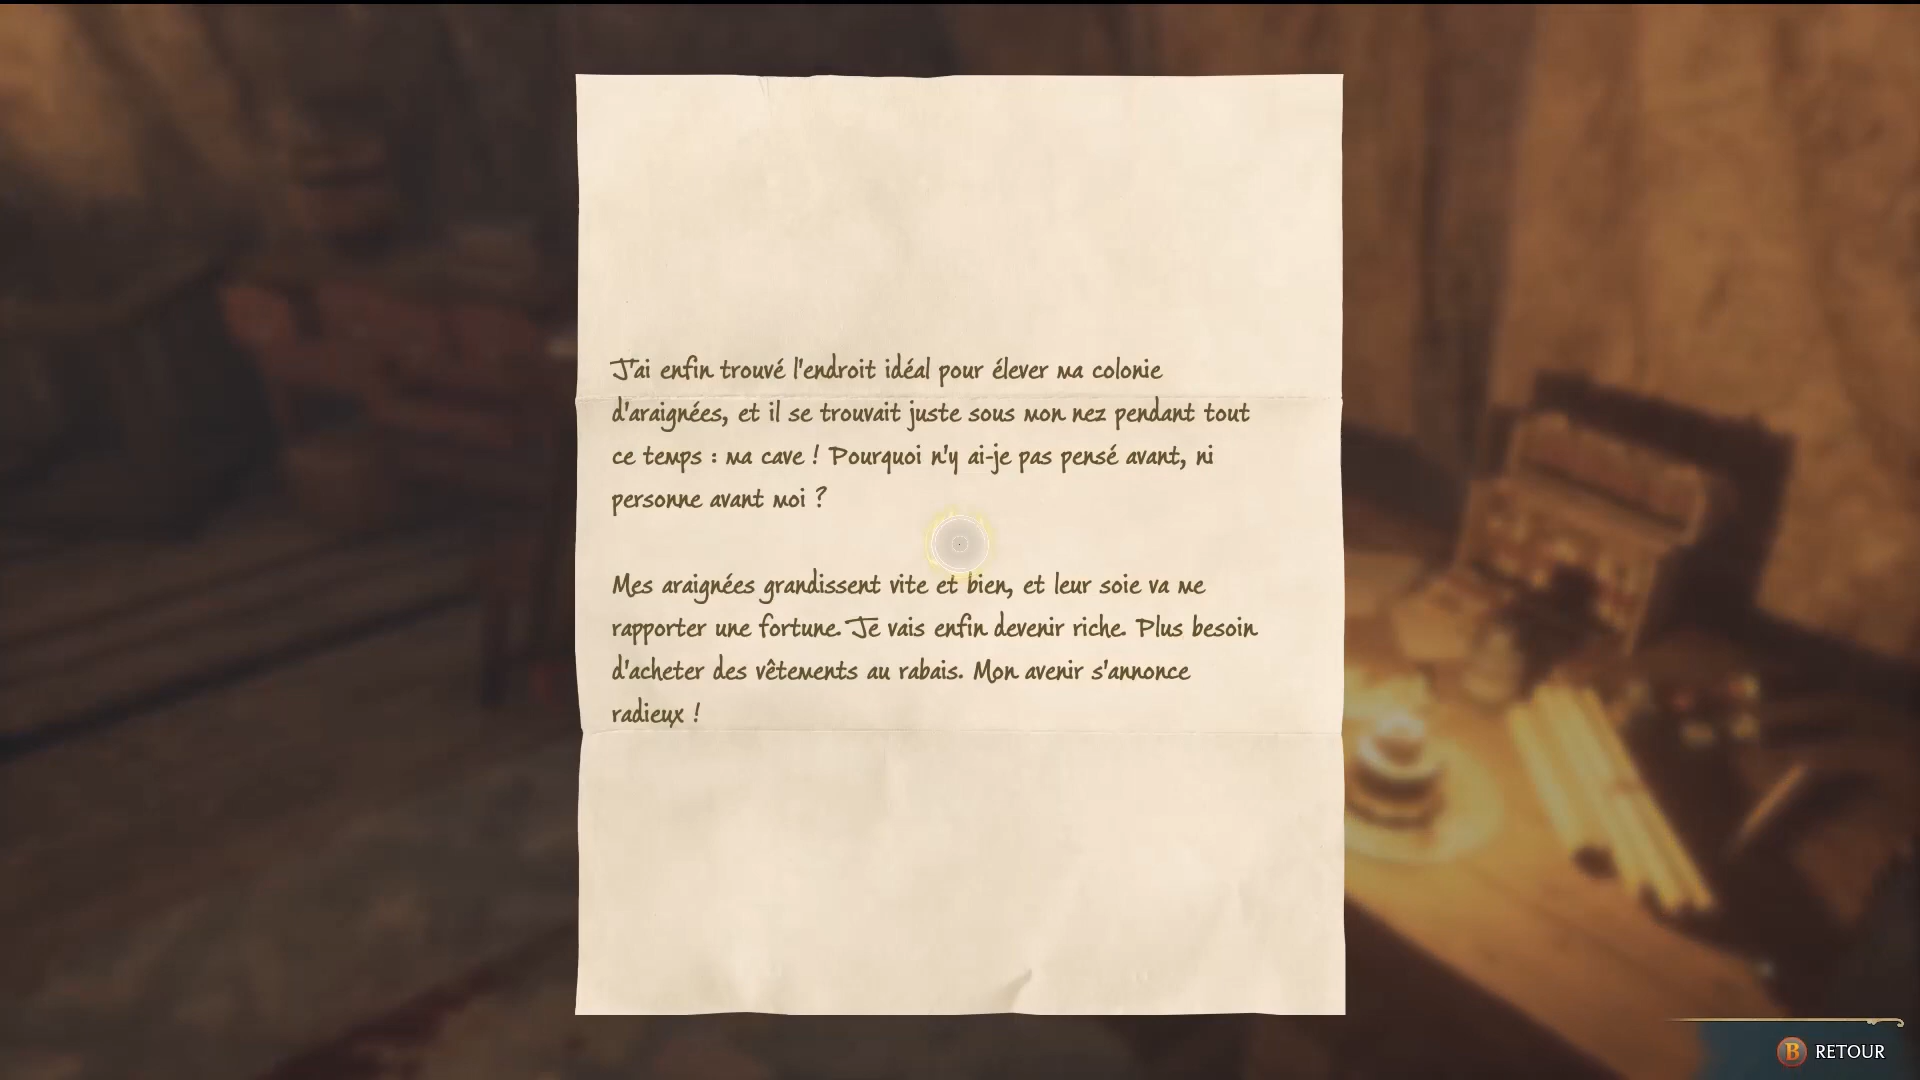 J'ai enfin trouvé l'endroit idéal pour élever ma colonie
d'araignées, et il se trouvait juste sous mon nez pendant tout
ce temps : ma cave ! Pourquoi n'y ai-je pas pensé avant, ni
personne avant moi ?
Mes araignées grandissent vite et bien, et leur soie va me
rapporter une fortune. Je vais enfin devenir riche. Plus besoin
d'acheter des vêtements au rabais. Mon avenir s'annonce
radieux !
B RETOUR